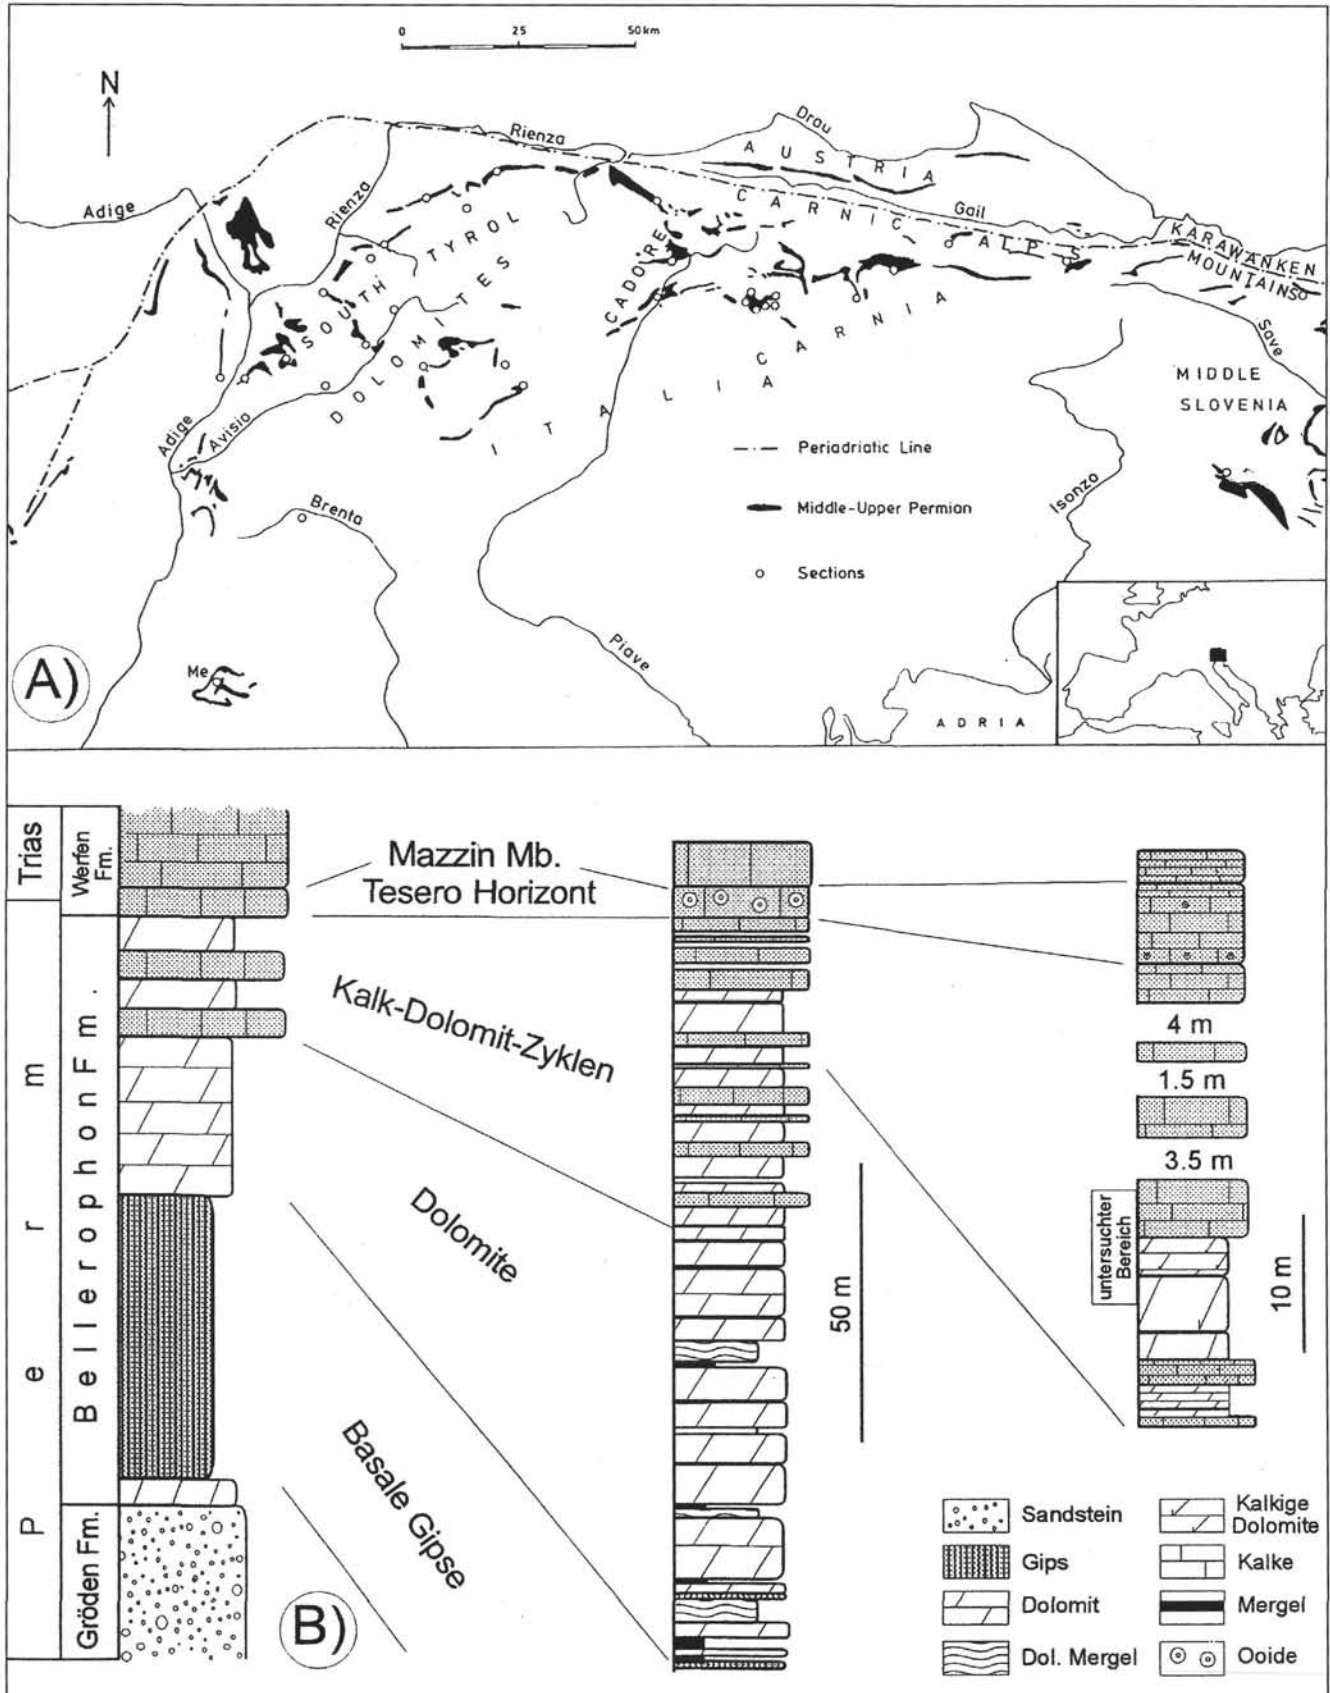 0 25 50 km
N
Adige
Rienza
Rienza
Drau
AUSTRIA
CARNIC ALPS
Gail
KARAWANKEN
MOUNTAINS
SOUTH TYROL
DOLOMITES
CADORE
CARNIA
ITALIA
Save
MIDDLE
SLOVENIA
Adige
Avisio
Brenta
Piave
Isonzo
Periadriatic Line
Middle-Upper Permian
Sections
Me
ADRIA
A)
Trias
Perm
Werfen
Fm.
Bellerophon Fm.
Gröden Fm.
Mazzin Mb.
Tesero Horizont
Kalk-Dolomit-Zyklen
Dolomite
Basale Gipse
B)
50 m
4 m
1.5 m
3.5 m
untersuchter
Bereich
10 m
Sandstein
Gips
Dolomit
Dol. Mergel
Kalkige
Dolomite
Kalke
Mergel
Ooide